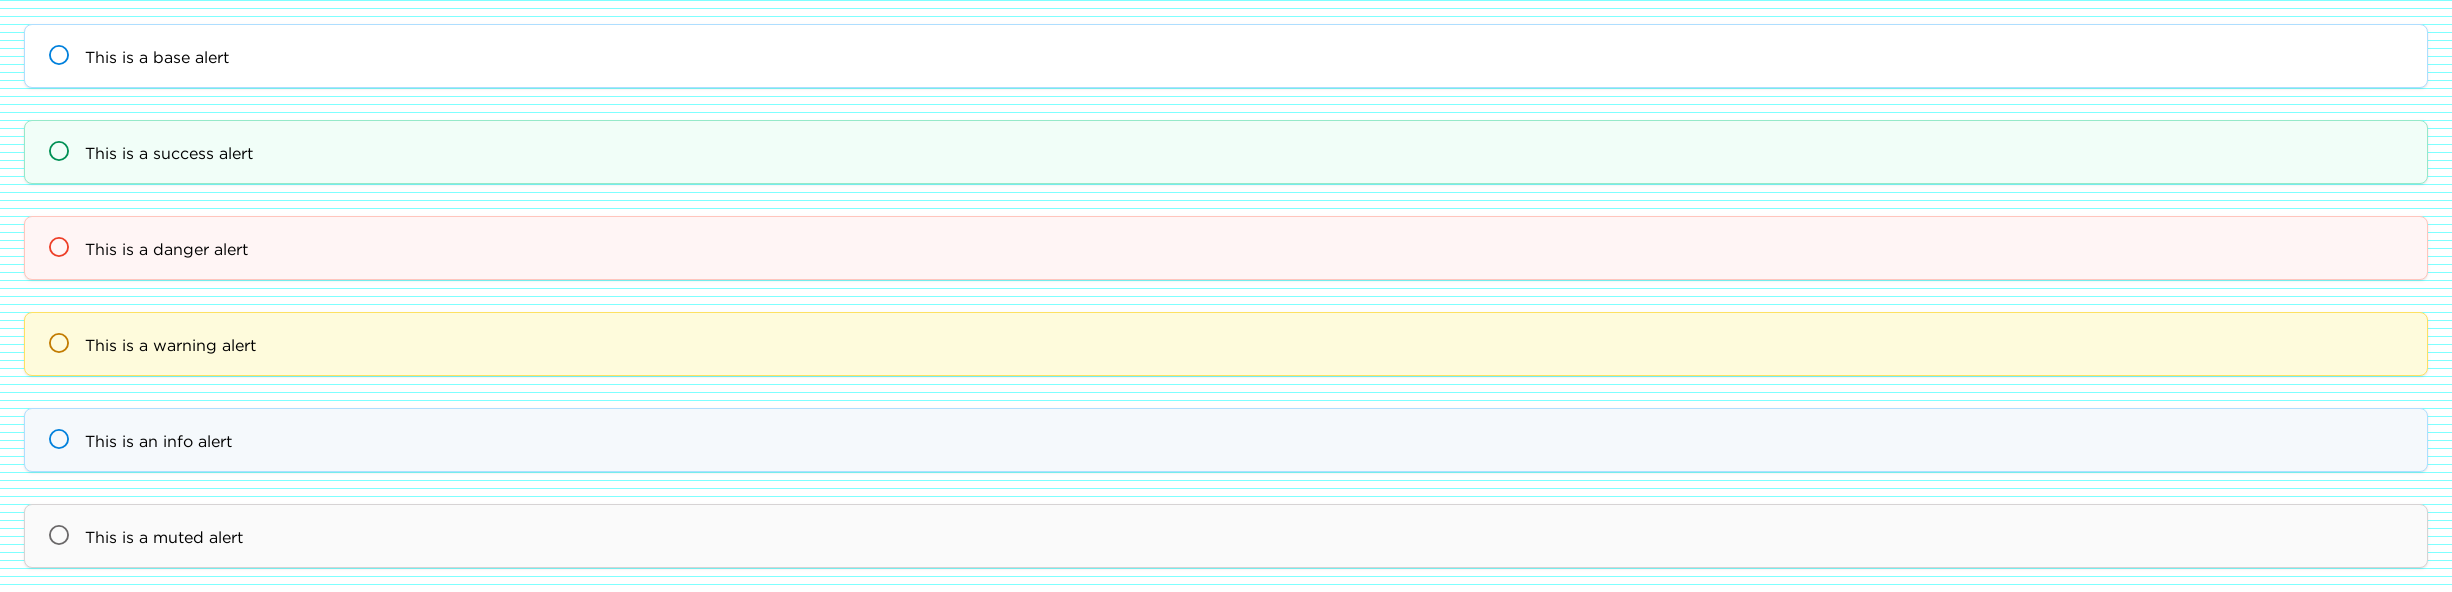 This is a base alert
This is a success alert
This is a danger alert
This is a warning alert
This is an info alert
This is a muted alert